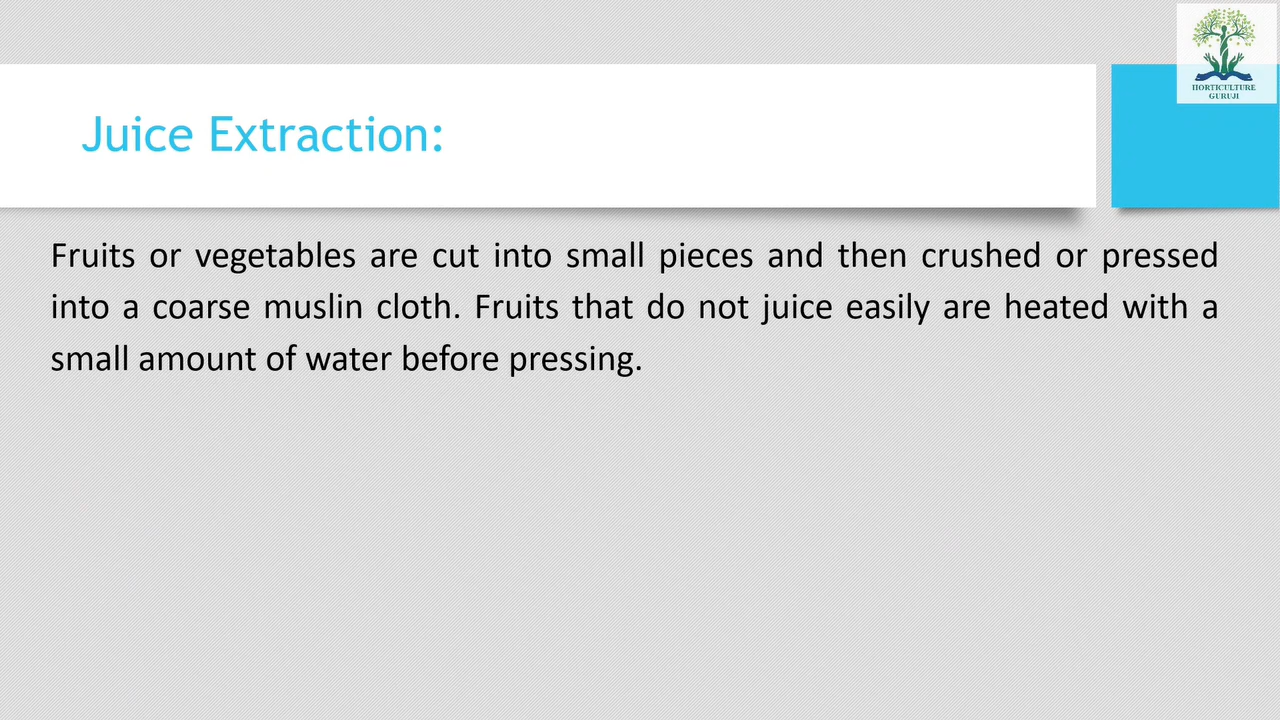 HORTICULTURE
GURUJI
Juice Extraction:
Fruits or vegetables are cut into small pieces and then crushed or pressed
into a coarse muslin cloth. Fruits that do not juice easily are heated with a
small amount of water before pressing.